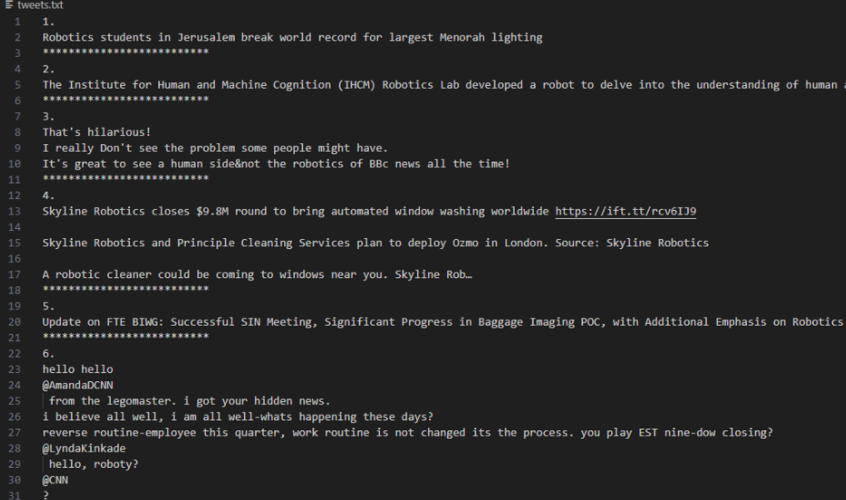 tweets.txt
1 1.
2 Robotics students in Jerusalem break world record for largest Menorah lighting
3 **************************
4 2.
5 The Institute for Human and Machine Cognition (IHCM) Robotics Lab developed a robot to delve into the understanding of human a
6 **************************
7 3.
8 That's hilarious!
9 I really Don't see the problem some people might have.
10 It's great to see a human side&not the robotics of BBc news all the time!
11 **************************
12 4.
13 Skyline Robotics closes $9.8M round to bring automated window washing worldwide https://ift.tt/rcv6IJ9
14
15 Skyline Robotics and Principle Cleaning Services plan to deploy Ozmo in London. Source: Skyline Robotics
16
17 A robotic cleaner could be coming to windows near you. Skyline Rob…
18 **************************
19 5.
20 Update on FTE BIWG: Successful SIN Meeting, Significant Progress in Baggage Imaging POC, with Additional Emphasis on Robotics
21 **************************
22 6.
23 hello hello
24 @AmandaDCNN
25 from the legomaster. i got your hidden news.
26 i believe all well, i am all well-whats happening these days?
27 reverse routine-employee this quarter, work routine is not changed its the process. you play EST nine-dow closing?
28 @LyndaKinkade
29 hello, roboty?
30 @CNN
31 ?